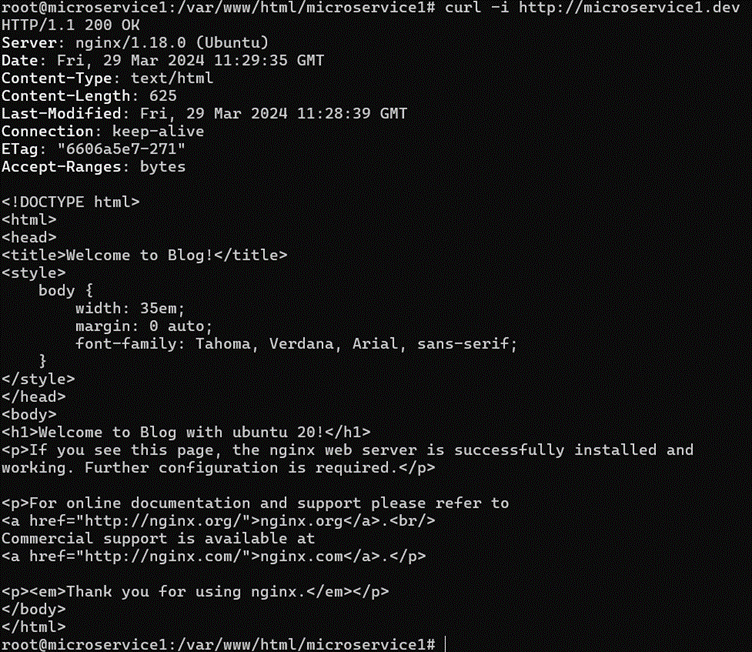 root@microservice1:/var/www/html/microservice1# curl -i http://microservice1.dev
HTTP/1.1 200 OK
Server: nginx/1.18.0 (Ubuntu)
Date: Fri, 29 Mar 2024 11:29:35 GMT
Content-Type: text/html
Content-Length: 625
Last-Modified: Fri, 29 Mar 2024 11:28:39 GMT
Connection: keep-alive
ETag: "6606a5e7-271"
Accept-Ranges: bytes

<!DOCTYPE html>
<html>
<head>
<title>Welcome to Blog!</title>
<style>
    body {
        width: 35em;
        margin: 0 auto;
        font-family: Tahoma, Verdana, Arial, sans-serif;
    }
</style>
</head>
<body>
<h1>Welcome to Blog with ubuntu 20!</h1>
<p>If you see this page, the nginx web server is successfully installed and
working. Further configuration is required.</p>

<p>For online documentation and support please refer to
<a href="http://nginx.org/">nginx.org</a>.<br/>
Commercial support is available at
<a href="http://nginx.com/">nginx.com</a>.</p>

<p><em>Thank you for using nginx.</em></p>
</body>
</html>
root@microservice1:/var/www/html/microservice1#